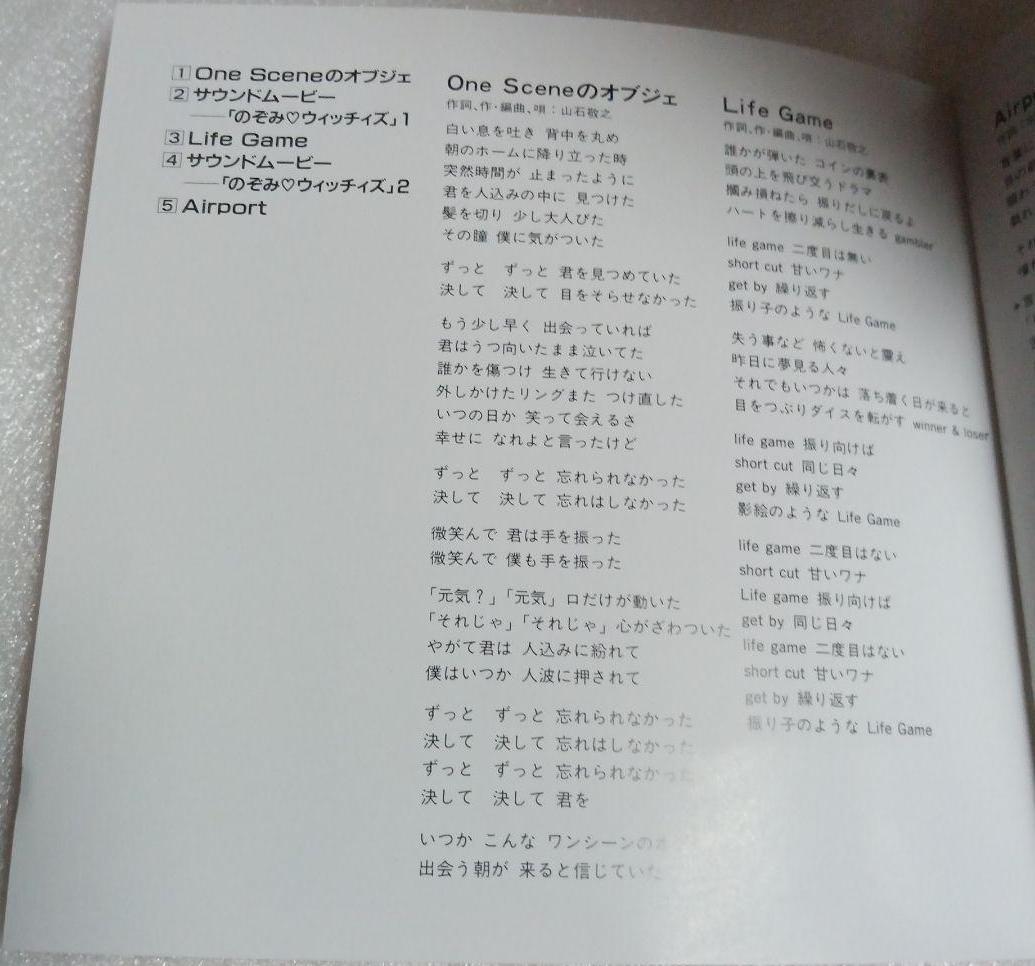 1 One Sceneのオブジェ
2 サウンドムービー
――「のぞみ♡ウィッチィズ」1
3 Life Game
4 サウンドムービー
――「のぞみ♡ウィッチィズ」2
5 Airport
One Sceneのオブジェ
作詞、作・編曲、唄：山石敬之
白い息を吐き 背中を丸め
朝のホームに降り立った時
突然時間が 止まったように
君を人込みの中に 見つけた
髪を切り 少し大人びた
その瞳 僕に気がついた
ずっと ずっと 君を見つめていた
決して 決して 目をそらせなかった
もう少し早く 出会っていれば
君はうつ向いたまま泣いてた
誰かを傷つけ 生きて行けない
外しかけたリングまた つけ直した
いつの日か 笑って会えるさ
幸せに なれよと言ったけど
ずっと ずっと 忘れられなかった
決して 決して 忘れはしなかった
微笑んで 君は手を振った
微笑んで 僕も手を振った
「元気？」「元気」口だけが動いた
「それじゃ」「それじゃ」心がざわついた
やがて君は 人込みに紛れて
僕はいつか 人波に押されて
ずっと ずっと 忘れられなかった
決して 決して 忘れはしなかった
ずっと ずっと 忘れられなかった
決して 決して 君を
いつか こんな ワンシーンの
出会う朝が 来ると信じていた
Life Game
作詞、作・編曲、唄：山石敬之
誰かが弾いた コインの裏表
頭の上を飛び交うドラマ
掴み損ねたら 振りだしに戻るよ
ハートを擦り減らし生きる gambler
life game 二度目は無い
short cut 甘いワナ
get by 繰り返す
振り子のような Life Game
失う事など 怖くないと震え
昨日に夢見る人々
それでもいつかは 落ち着く日が来ると
目をつぶりダイスを転がす winner & loser
life game 振り向けば
short cut 同じ日々
get by 繰り返す
影絵のような Life Game
life game 二度目はない
short cut 甘いワナ
Life game 振り向けば
get by 同じ日々
life game 二度目はない
short cut 甘いワナ
get by 繰り返す
振り子のような Life Game